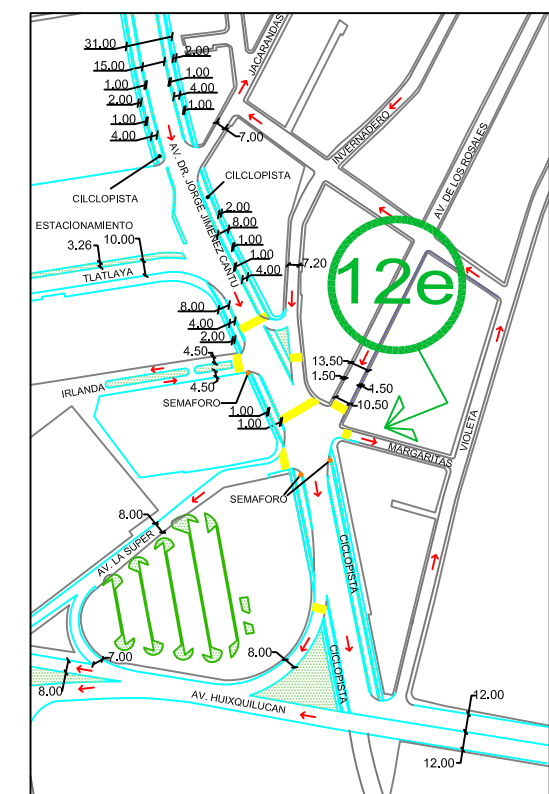 31.00
2.00
15.00
1.00
1.00
4.00
2.00
1.00
1.00
4.00
JACARANDAS
7.00
INVERNADERO
AV. DE LOS ROSALES
AV. DR. JORGE JIMENEZ CANTU
CILCLOPISTA
CILCLOPISTA
2.00
8.00
1.00
1.00
4.00
ESTACIONAMIENTO
3.26
10.00
TLATLAYA
7.20
12e
8.00
4.00
2.00
4.50
IRLANDA
4.50
SEMAFORO
13.50
1.50
1.50
10.50
1.00
1.00
MARGARITAS
VIOLETA
SEMAFORO
8.00
AV. LA SUPER
CICLOPISTA
CICLOPISTA
7.00
8.00
8.00
AV. HUIXQUILUCAN
12.00
12.00